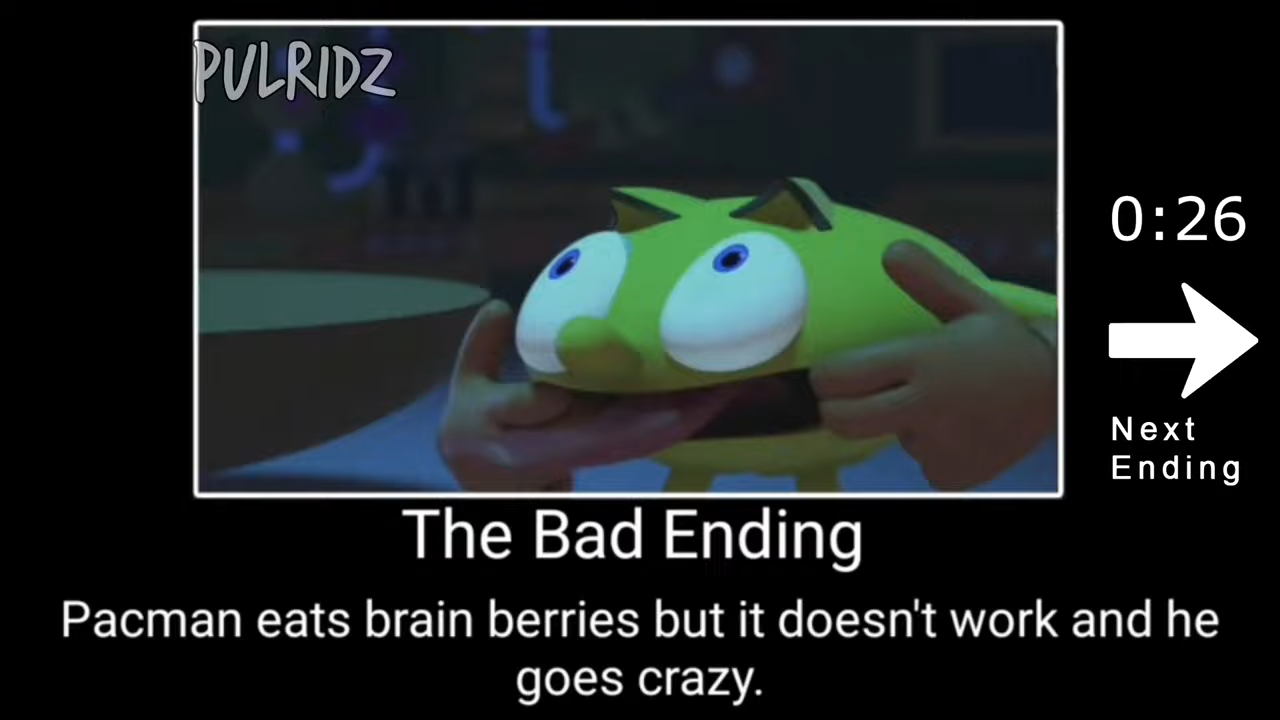 PULRIDZ
0:26
Next
Ending
The Bad Ending
Pacman eats brain berries but it doesn't work and he
goes crazy.